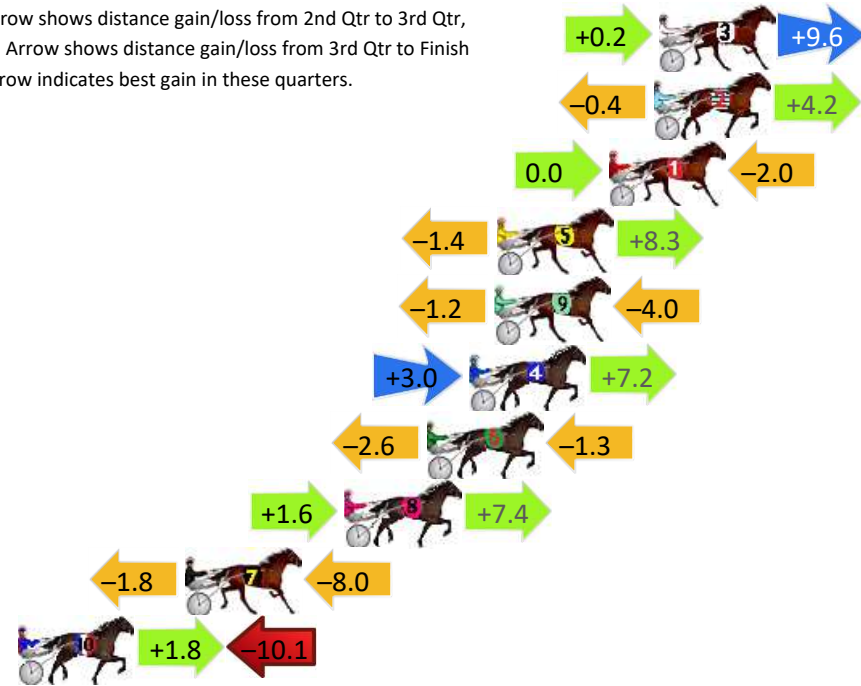 row shows distance gain/loss from 2nd Qtr to 3rd Qtr,
Arrow shows distance gain/loss from 3rd Qtr to Finish
row indicates best gain in these quarters.
+0.2 3 +9.6
–0.4 2 +4.2
0.0 1 –2.0
–1.4 5 +8.3
–1.2 9 –4.0
+3.0 4 +7.2
–2.6 6 –1.3
+1.6 8 +7.4
–1.8 7 –8.0
10 +1.8 –10.1